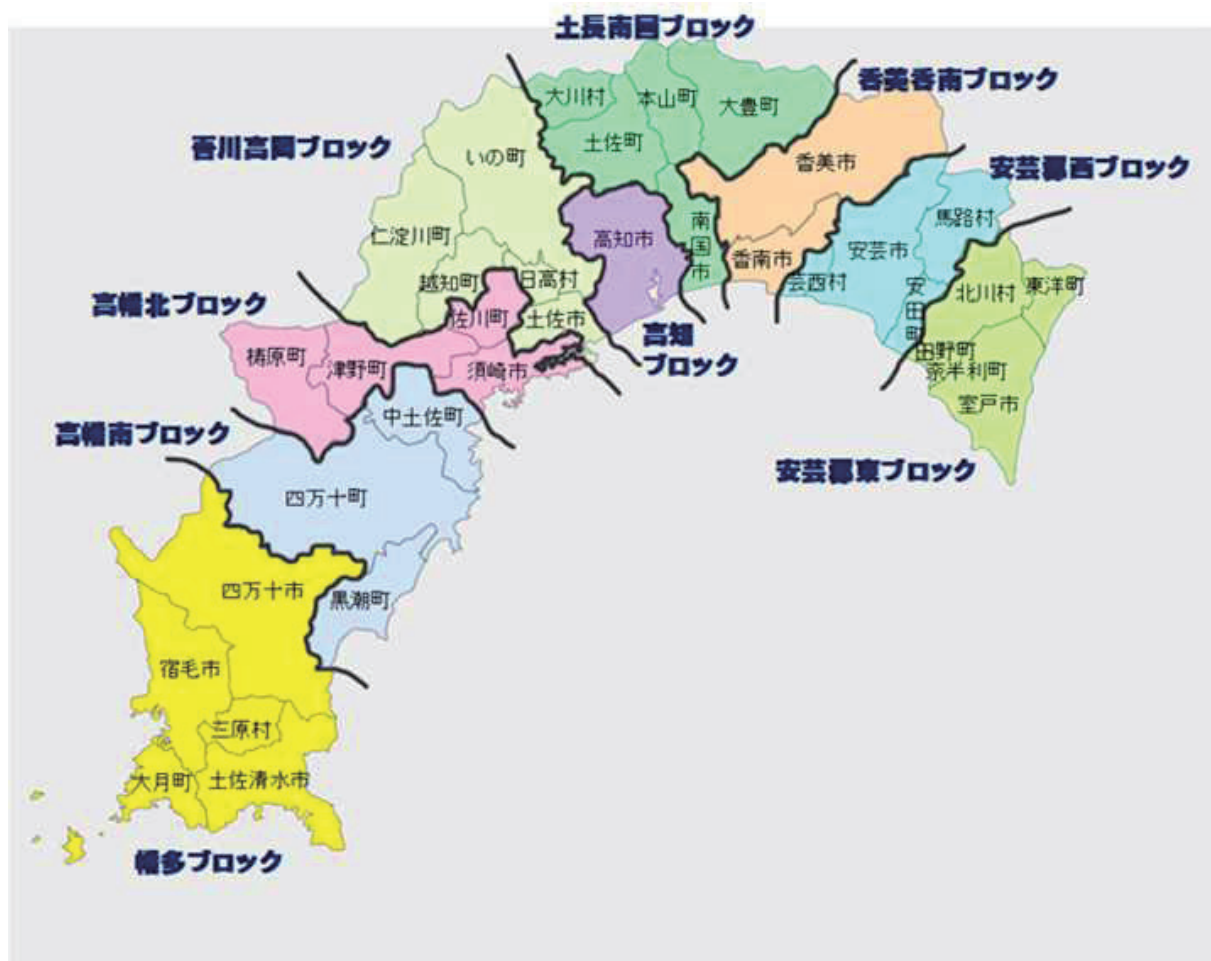 土長南国ブロック
香美香南ブロック
大川村
本山町
大豊町
土佐町
吾川高岡ブロック
いの町
香美市
安芸郡西ブロック
馬路村
仁淀川町
高知市
南国市
安芸市
香南市
越知町
日高村
芸西村
北川村
東洋町
安田町
高幡北ブロック
佐川町
土佐市
高知
ブロック
梼原町
津野町
須崎市
田野町
奈半利町
室戸市
中土佐町
高幡南ブロック
安芸郡東ブロック
四万十町
四万十市
黒潮町
宿毛市
三原村
大月町
土佐清水市
幡多ブロック